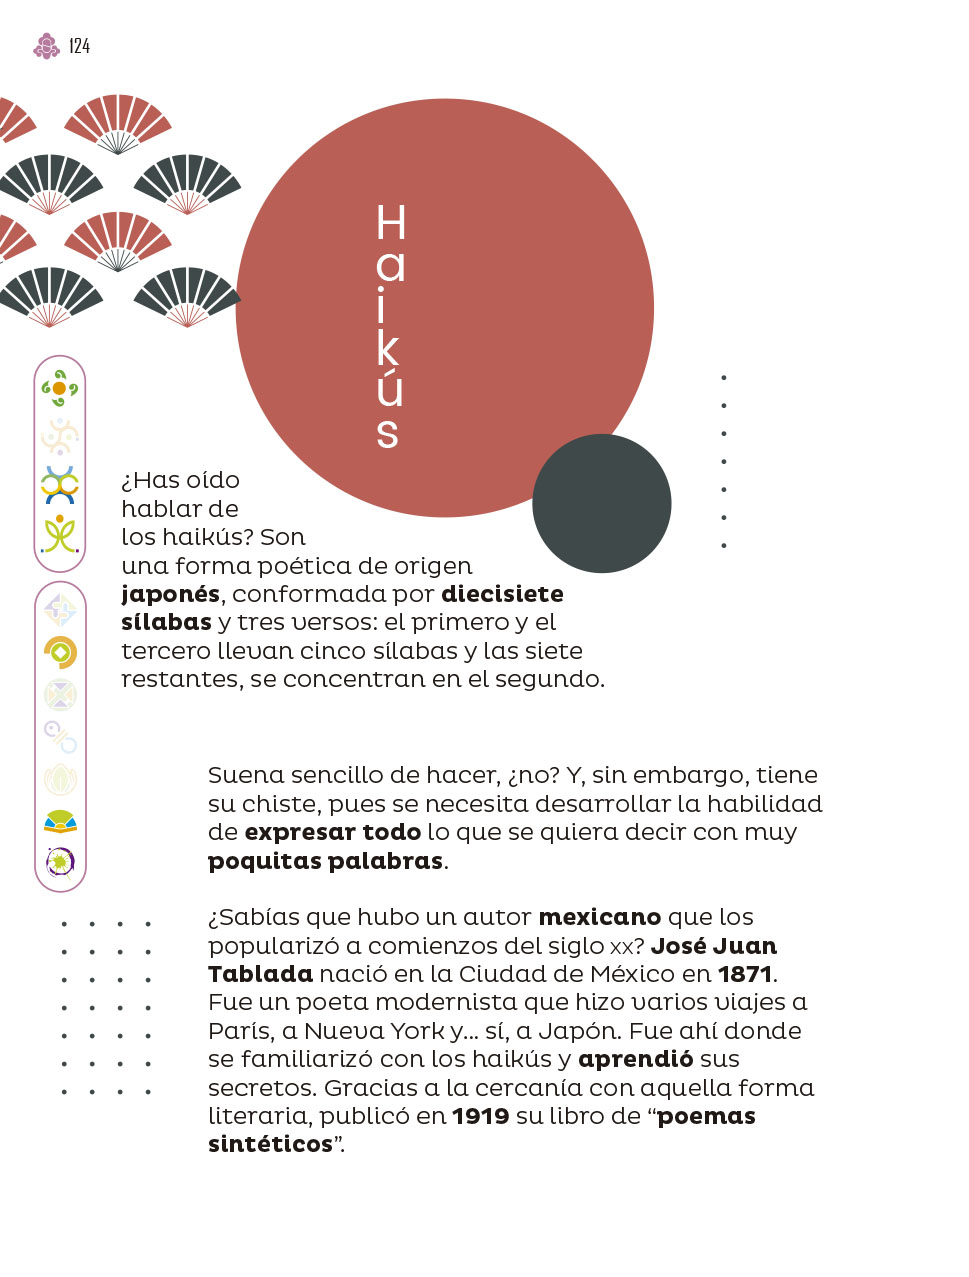 124
Haikús
¿Has oído
hablar de
los haikús? Son
una forma poética de origen
japonés, conformada por diecisiete
sílabas y tres versos: el primero y el
tercero llevan cinco sílabas y las siete
restantes, se concentran en el segundo.
Suena sencillo de hacer, ¿no? Y, sin embargo, tiene
su chiste, pues se necesita desarrollar la habilidad
de expresar todo lo que se quiera decir con muy
poquitas palabras.
¿Sabías que hubo un autor mexicano que los
popularizó a comienzos del siglo xx? José Juan
Tablada nació en la Ciudad de México en 1871.
Fue un poeta modernista que hizo varios viajes a
París, a Nueva York y... sí, a Japón. Fue ahí donde
se familiarizó con los haikús y aprendió sus
secretos. Gracias a la cercanía con aquella forma
literaria, publicó en 1919 su libro de “poemas
sintéticos”.